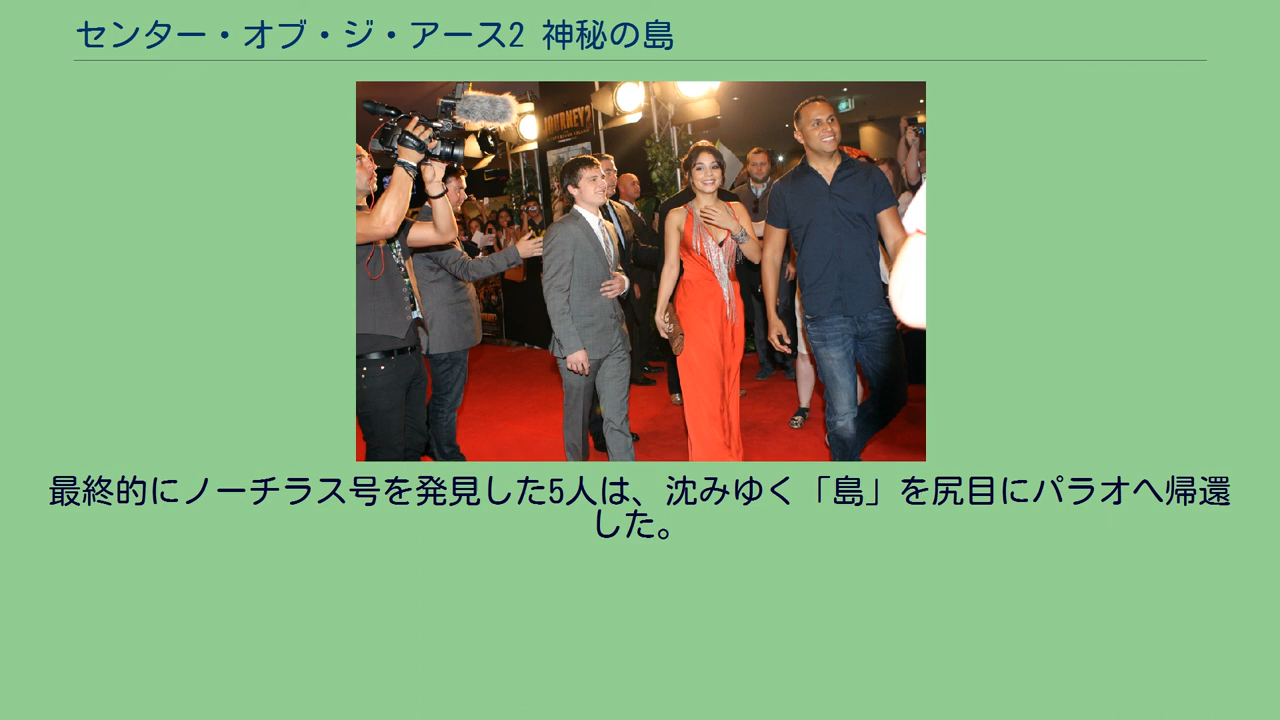 センター・オブ・ジ・アース2 神秘の島
JOURNEY2
最終的にノーチラス号を発見した5人は、沈みゆく「島」を尻目にパラオへ帰還
した。